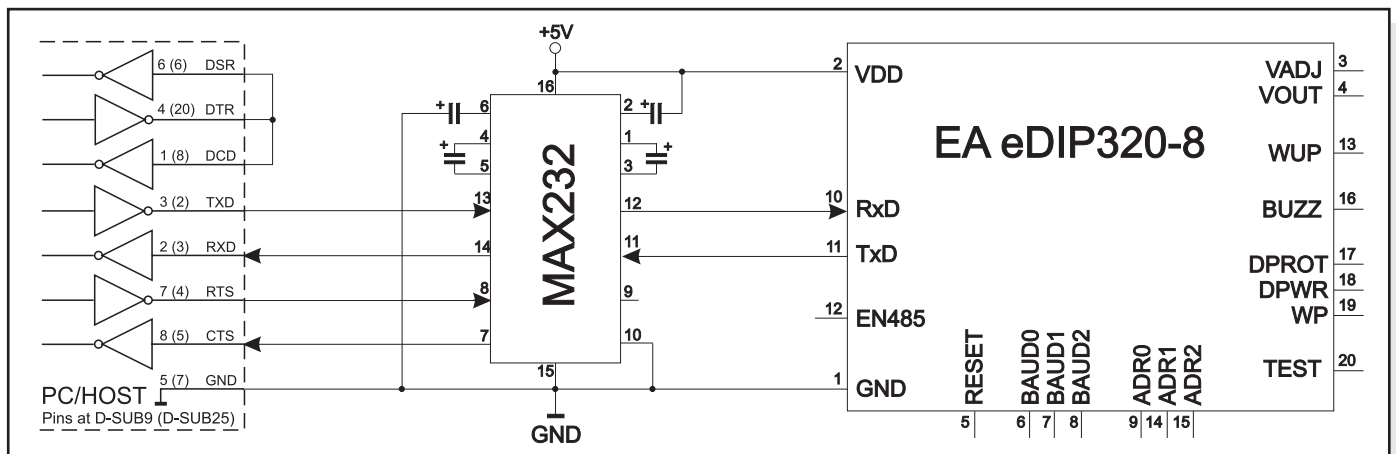 +5V
6 (6) DSR
4 (20) DTR
1 (8) DCD
3 (2) TXD
2 (3) RXD
7 (4) RTS
8 (5) CTS
5 (7) GND
PC/HOST
Pins at D-SUB9 (D-SUB25)
+
+
+
+
MAX232
16
6
4
5
13
14
8
7
15
2
1
3
12
11
9
10
GND
EA eDIP320-8
2 VDD
10 RxD
11 TxD
12 EN485
1 GND
RESET
BAUD0
BAUD1
BAUD2
ADR0
ADR1
ADR2
5
6
7
8
9
14
15
VADJ 3
VOUT 4
WUP 13
BUZZ 16
DPROT 17
DPWR 18
WP 19
TEST 20